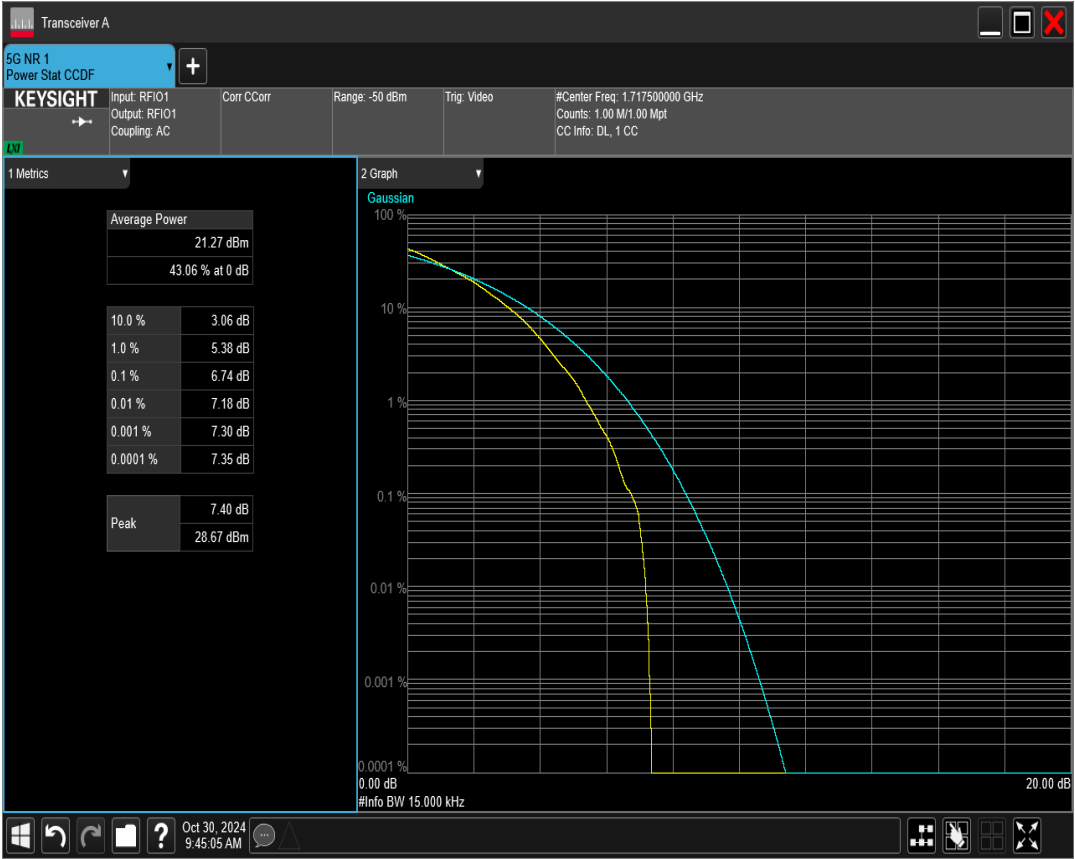 Transceiver A
5G NR 1
Power Stat CCDF
+
KEYSIGHT
LXI
Input: RFIO1
Output: RFIO1
Coupling: AC
Corr CCorr
Range: -50 dBm
Trig: Video
#Center Freq: 1.717500000 GHz
Counts: 1.00 M/1.00 Mpt
CC Info: DL, 1 CC
1 Metrics
Average Power
21.27 dBm
43.06 % at 0 dB
10.0 % 3.06 dB
1.0 % 5.38 dB
0.1 % 6.74 dB
0.01 % 7.18 dB
0.001 % 7.30 dB
0.0001 % 7.35 dB
Peak 7.40 dB
28.67 dBm
2 Graph
Gaussian
100 %
10 %
1 %
0.1 %
0.01 %
0.001 %
0.0001 %
0.00 dB 20.00 dB
#Info BW 15.000 kHz
?
Oct 30, 2024
9:45:05 AM